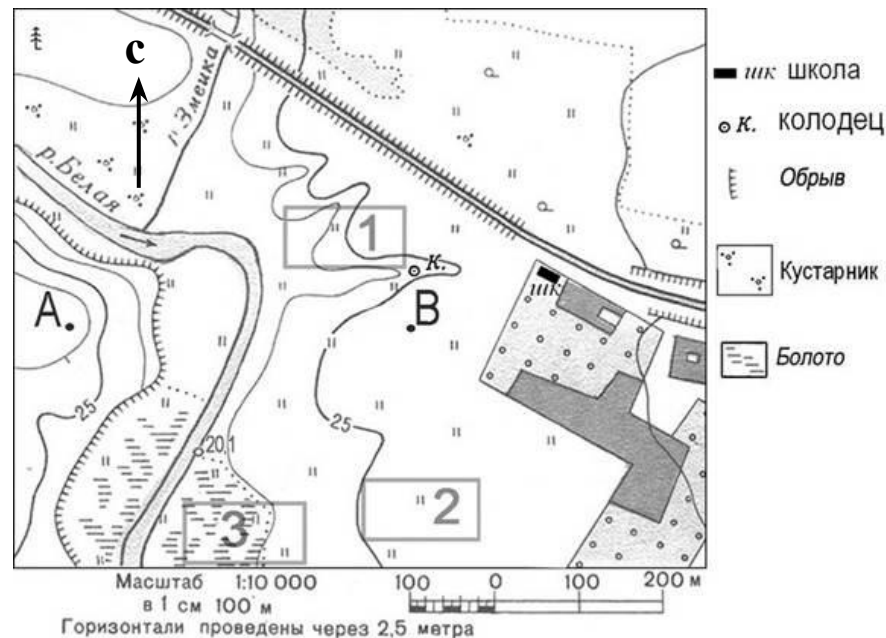 С
р. Белая
г. Змейка
1
К.
А
В
шк
25
25
20,1
2
3
шк школа
К. колодец
Обрыв
Кустарник
Болото
Масштаб 1:10 000
в 1 см 100 м
100 0 100 200 м
Горизонтали проведены через 2,5 метра